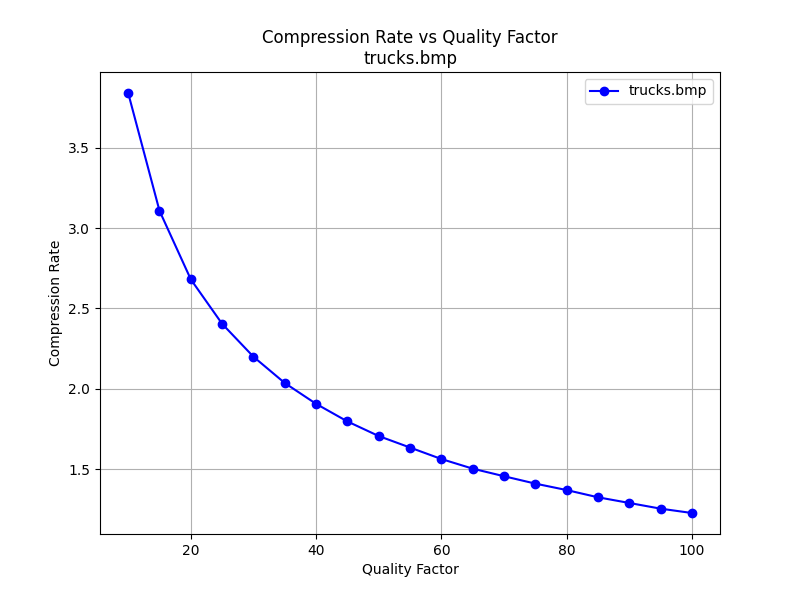 Compression Rate vs Quality Factor
trucks.bmp
trucks.bmp
Compression Rate
3.5
3.0
2.5
2.0
1.5
20 40 60 80 100
Quality Factor